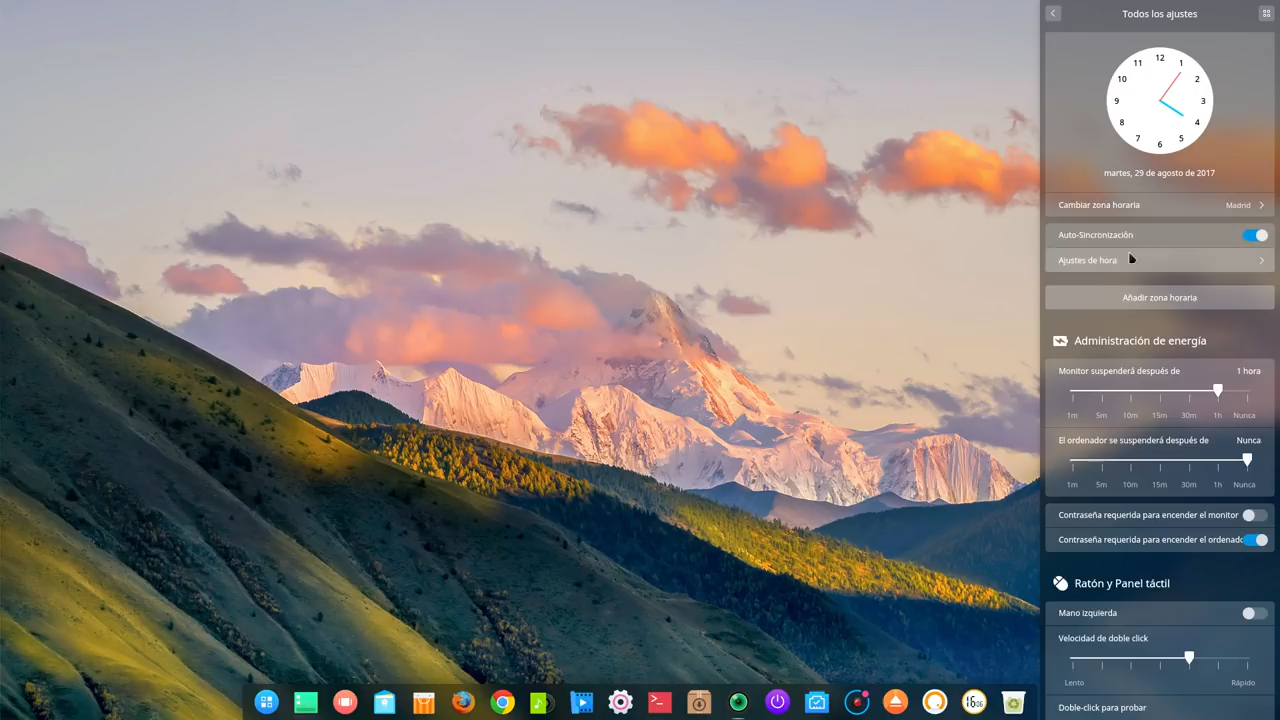 Todos los ajustes
12
11 1
10 2
9 3
8 4
7 5
6
martes, 29 de agosto de 2017
Cambiar zona horaria Madrid
Auto-Sincronización
Ajustes de hora
Añadir zona horaria
Administración de energía
Monitor suspenderá después de 1 hora
1m 5m 10m 15m 30m 1h Nunca
El ordenador se suspenderá después de Nunca
1m 5m 10m 15m 30m 1h Nunca
Contraseña requerida para encender el monitor
Contraseña requerida para encender el ordenado
Ratón y Panel táctil
Mano izquierda
Velocidad de doble click
Lento Rápido
Doble-click para probar